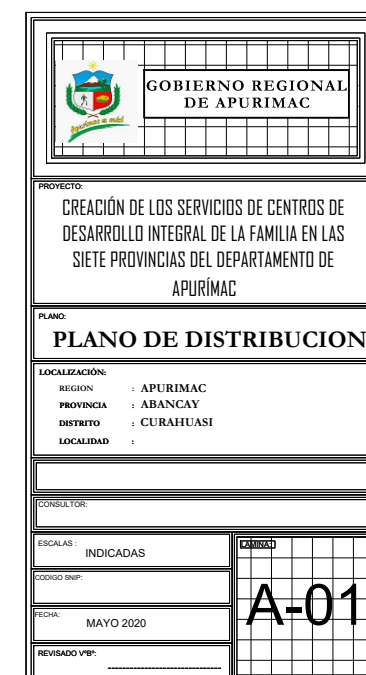 GOBIERNO REGIONAL
DE APURIMAC
PROYECTO:
CREACIÓN DE LOS SERVICIOS DE CENTROS DE
DESARROLLO INTEGRAL DE LA FAMILIA EN LAS
SIETE PROVINCIAS DEL DEPARTAMENTO DE
APURÍMAC
PLANO:
PLANO DE DISTRIBUCION
LOCALIZACIÓN:
REGION : APURIMAC
PROVINCIA : ABANCAY
DISTRITO : CURAHUASI
LOCALIDAD :
CONSULTOR:
ESCALAS :
INDICADAS
LAMINA:
CODIGO SNIP:
A-01
FECHA:
MAYO 2020
REVISADO VºBº: